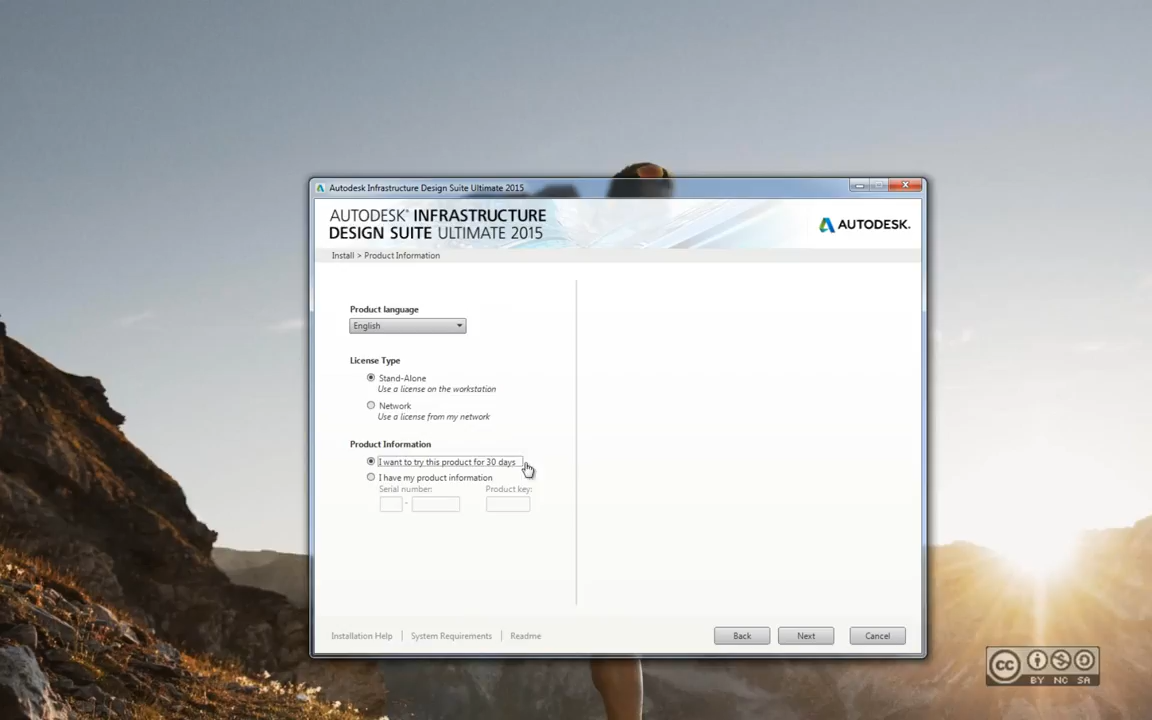 Autodesk Infrastructure Design Suite Ultimate 2015
AUTODESK® INFRASTRUCTURE
DESIGN SUITE ULTIMATE 2015
AUTODESK.
Install > Product Information
Product language
English
License Type
Stand-Alone
Use a license on the workstation
Network
Use a license from my network
Product Information
I want to try this product for 30 days
I have my product information
Serial number: Product key:
-
Installation Help | System Requirements | Readme
Back Next Cancel
cc
BY NC SA